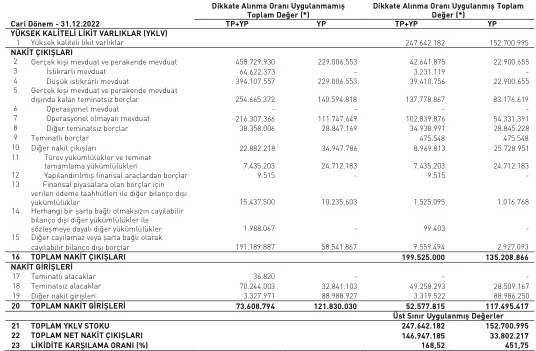 Dikkate Alınma Oranı Uygulanmamış Dikkate Alınma Oranı Uygulanmış Toplam
Toplam Değer (*) Değer (*)
Cari Dönem - 31.12.2022 TP+YP YP TP+YP YP
YÜKSEK KALİTELİ LİKİT VARLIKLAR (YKLV)
1 Yüksek kaliteli likit varlıklar 247.642.182 152.700.995
NAKİT ÇIKIŞLARI
2 Gerçek kişi mevduat ve perakende mevduat 458.729.930 229.006.553 42.641.875 22.900.655
3 İstikrarlı mevduat 64.622.373 - 3.231.119 -
4 Düşük istikrarlı mevduat 394.107.557 229.006.553 39.410.756 22.900.655
5 Gerçek kişi mevduat ve perakende mevduat
dışında kalan teminatsız borçlar 254.665.372 140.594.818 137.778.867 83.176.619
6 Operasyonel mevduat - - - -
7 Operasyonel olmayan mevduat 216.307.366 111.747.649 102.839.876 54.331.391
8 Diğer teminatsız borçlar 38.358.006 28.847.169 34.938.991 28.845.228
9 Teminatlı borçlar 475.548 475.548
10 Diğer nakit çıkışları 22.882.218 34.947.786 8.969.813 25.728.951
11 Türev yükümlülükler ve teminat
tamamlama yükümlülükleri 7.435.203 24.712.183 7.435.203 24.712.183
12 Yapılandırılmış finansal araçlardan borçlar 9.515 - 9.515 -
13 Finansal piyasalara olan borçlar için
verilen ödeme taahhütleri ile diğer bilanço dışı
yükümlülükler 15.437.500 10.235.603 1.525.095 1.016.768
14 Herhangi bir şarta bağlı olmaksızın cayılabilir
bilanço dışı diğer yükümlülükler ile
sözleşmeye dayalı diğer yükümlülükler 1.988.067 - 99.403 -
15 Diğer cayılamaz veya şarta bağlı olarak
cayılabilir bilanço dışı borçlar 191.189.887 58.541.867 9.559.494 2.927.093
16 TOPLAM NAKİT ÇIKIŞLARI 199.525.000 135.208.866
NAKİT GİRİŞLERİ
17 Teminatlı alacaklar 36.820 - - -
18 Teminatsız alacaklar 70.244.003 32.841.103 49.258.293 28.509.167
19 Diğer nakit girişleri 3.327.971 88.988.927 3.319.522 88.986.250
20 TOPLAM NAKİT GİRİŞLERİ 73.608.794 121.830.030 52.577.815 117.495.417
Üst Sınır Uygulanmış Değerler
21 TOPLAM YKLV STOKU 247.642.182 152.700.995
22 TOPLAM NET NAKİT ÇIKIŞLARI 146.947.185 33.802.217
23 LİKİDİTE KARŞILAMA ORANI (%) 168,52 451,75